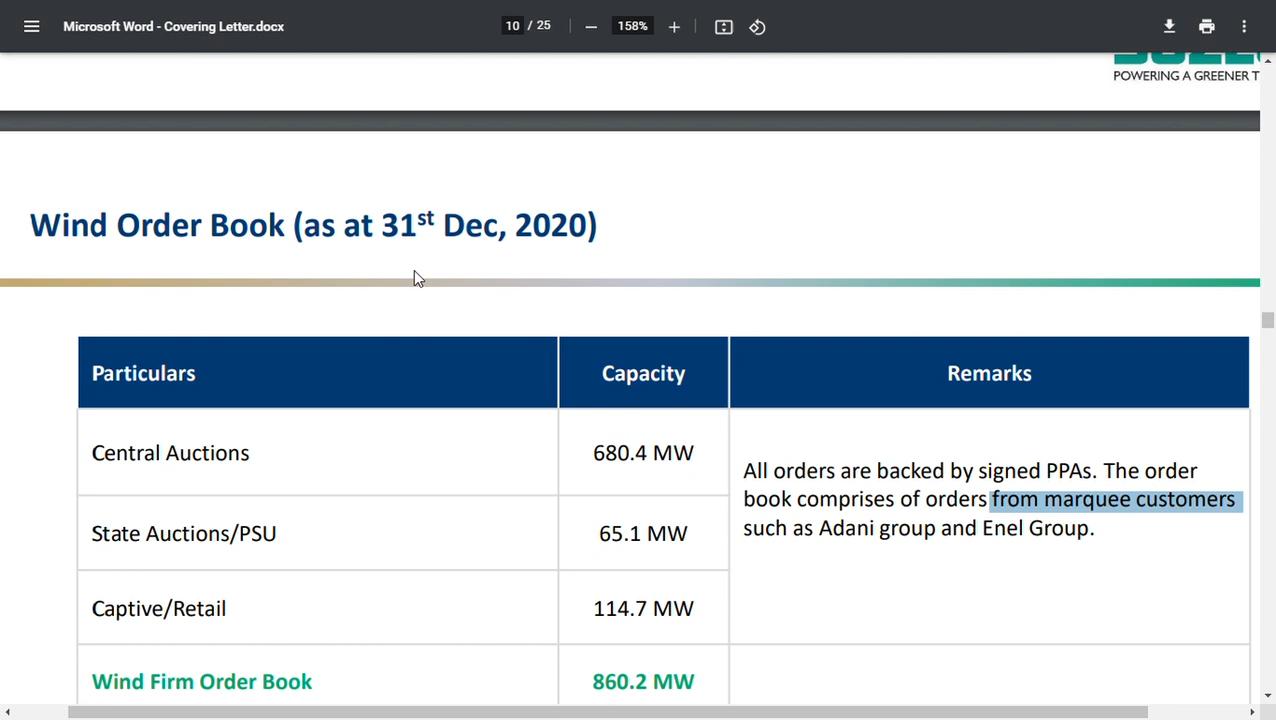 Microsoft Word - Covering Letter.docx
10 / 25
158%
POWERING A GREENER T
Wind Order Book (as at 31st Dec, 2020)
Particulars
Capacity
Remarks
Central Auctions
680.4 MW
All orders are backed by signed PPAs. The order
book comprises of orders from marquee customers
such as Adani group and Enel Group.
State Auctions/PSU
65.1 MW
Captive/Retail
114.7 MW
Wind Firm Order Book
860.2 MW